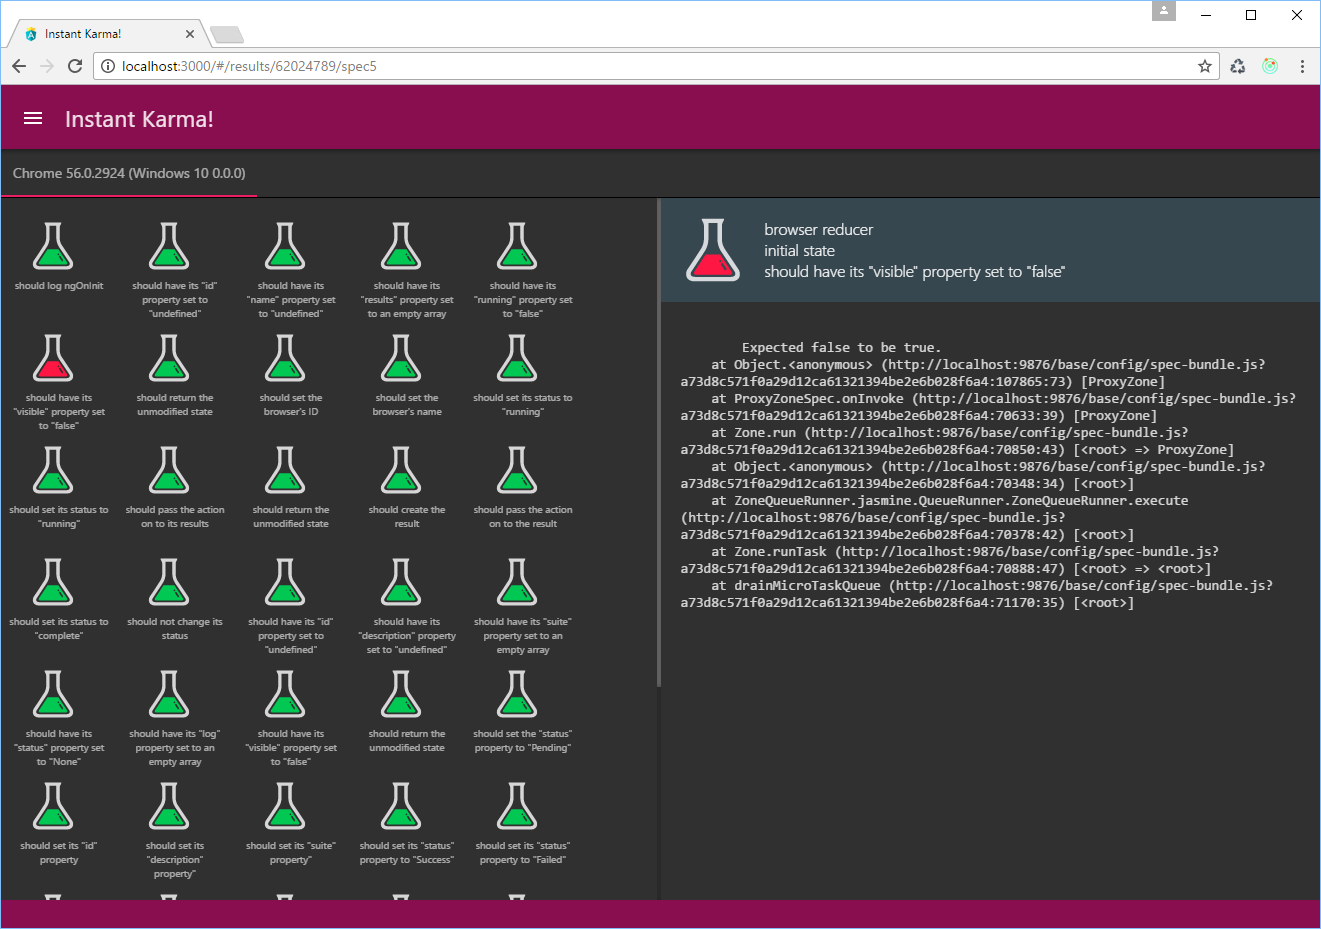 Instant Karma!
localhost:3000/#/results/62024789/spec5
Instant Karma!
Chrome 56.0.2924 (Windows 10 0.0.0)
should log ngOnInit
should have its "id"
property set to
"undefined"
should have its
"name" property set
to "undefined"
should have its
"results" property set
to an empty array
should have its
"running" property set
to "false"
should have its
"visible" property set
to "false"
should return the
unmodified state
should set the
browser's ID
should set the
browser's name
should set its status to
"running"
should set its status to
"running"
should pass the action
on to its results
should return the
unmodified state
should create the
result
should pass the action
on to the result
should set its status to
"complete"
should not change its
status
should have its "id"
property set to
"undefined"
should have its
"description" property
set to "undefined"
should have its "suite"
property set to an
empty array
should have its
"status" property set
to "None"
should have its "log"
property set to an
empty array
should have its
"visible" property set
to "false"
should return the
unmodified state
should set the "status"
property to "Pending"
should set its "id"
property
should set its
"description"
property"
should set its "suite"
property"
should set its "status"
property to "Success"
should set its "status"
property to "Failed"
browser reducer
initial state
should have its "visible" property set to "false"
Expected false to be true.
at Object.<anonymous> (http://localhost:9876/base/config/spec-bundle.js?
a73d8c571f0a29d12ca61321394be2e6b028f6a4:107865:73) [ProxyZone]
at ProxyZoneSpec.onInvoke (http://localhost:9876/base/config/spec-bundle.js?
a73d8c571f0a29d12ca61321394be2e6b028f6a4:70633:39) [ProxyZone]
at Zone.run (http://localhost:9876/base/config/spec-bundle.js?
a73d8c571f0a29d12ca61321394be2e6b028f6a4:70850:43) [<root> => ProxyZone]
at Object.<anonymous> (http://localhost:9876/base/config/spec-bundle.js?
a73d8c571f0a29d12ca61321394be2e6b028f6a4:70348:34) [<root>]
at ZoneQueueRunner.jasmine.QueueRunner.ZoneQueueRunner.execute
(http://localhost:9876/base/config/spec-bundle.js?
a73d8c571f0a29d12ca61321394be2e6b028f6a4:70378:42) [<root>]
at Zone.runTask (http://localhost:9876/base/config/spec-bundle.js?
a73d8c571f0a29d12ca61321394be2e6b028f6a4:70888:47) [<root> => <root>]
at drainMicroTaskQueue (http://localhost:9876/base/config/spec-bundle.js?
a73d8c571f0a29d12ca61321394be2e6b028f6a4:71170:35) [<root>]